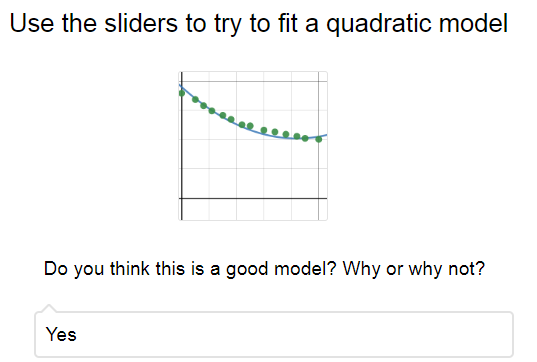 Use the sliders to try to fit a quadratic model
Do you think this is a good model? Why or why not?
Yes